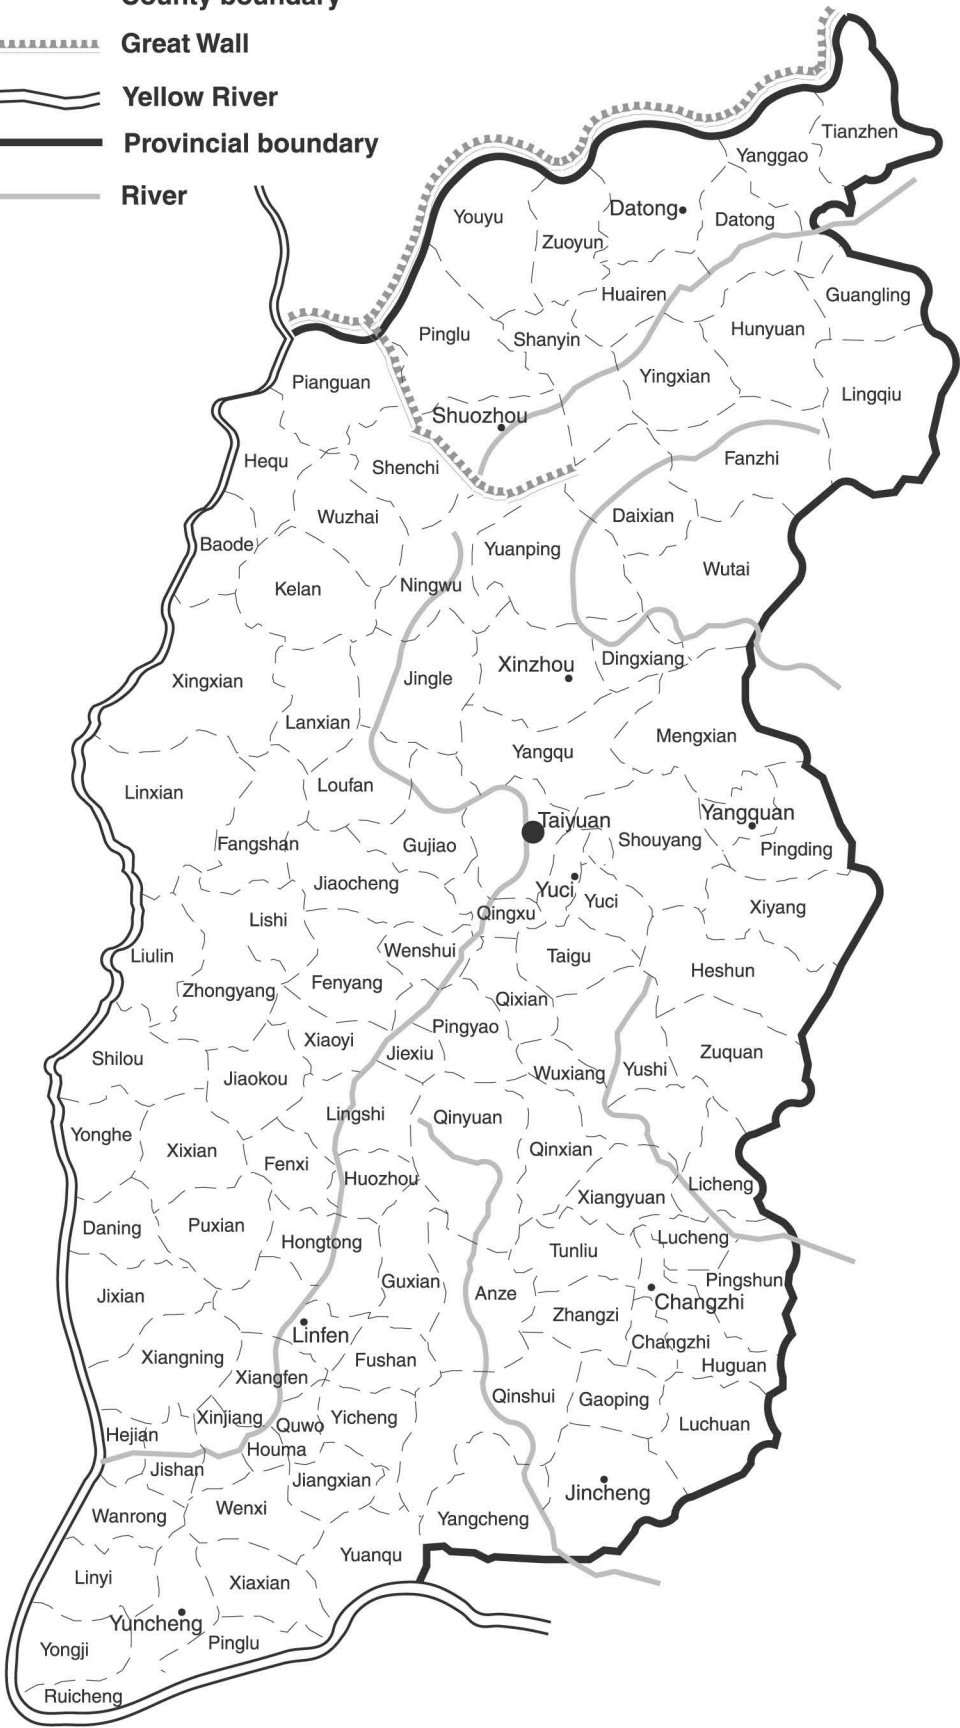 County boundary
Great Wall
Yellow River
Provincial boundary
River
Tianzhen
Yanggao
Datong
Youyu
Datong
Zuoyun
Huairen
Guangling
Hunyuan
Pinglu
Shanyin
Yingxian
Pianguan
Lingqiu
Shuozhou
Hequ
Shenchi
Fanzhi
Wuzhai
Daixian
Baode
Yuanping
Wutai
Kelan
Ningwu
Xinzhou
Dingxiang
Xingxian
Jingle
Lanxian
Mengxian
Yangqu
Linxian
Loufan
Yangquan
Taiyuan
Fangshan
Gujiao
Shouyang
Pingding
Jiaocheng
Yuci
Yuci
Xiyang
Lishi
Qingxu
Liulin
Wenshui
Taigu
Heshun
Zhongyang
Fenyang
Qixian
Pingyao
Xiaoyi
Jiexiu
Zuquan
Shilou
Jiaokou
Wuxiang
Yushi
Lingshi
Qinyuan
Yonghe
Xixian
Qinxian
Fenxi
Huozhou
Licheng
Xiangyuan
Daning
Puxian
Hongtong
Lucheng
Tunliu
Guxian
Pingshun
Jixian
Anze
Changzhi
Zhangzi
Linfen
Changzhi
Xiangning
Fushan
Huguan
Xiangfen
Qinshui
Gaoping
Xinjiang
Quwo
Yicheng
Luchuan
Hejian
Houma
Jishan
Jiangxian
Jincheng
Wanrong
Wenxi
Yangcheng
Yuanqu
Linyi
Xiaxian
Yuncheng
Yongji
Pinglu
Ruicheng